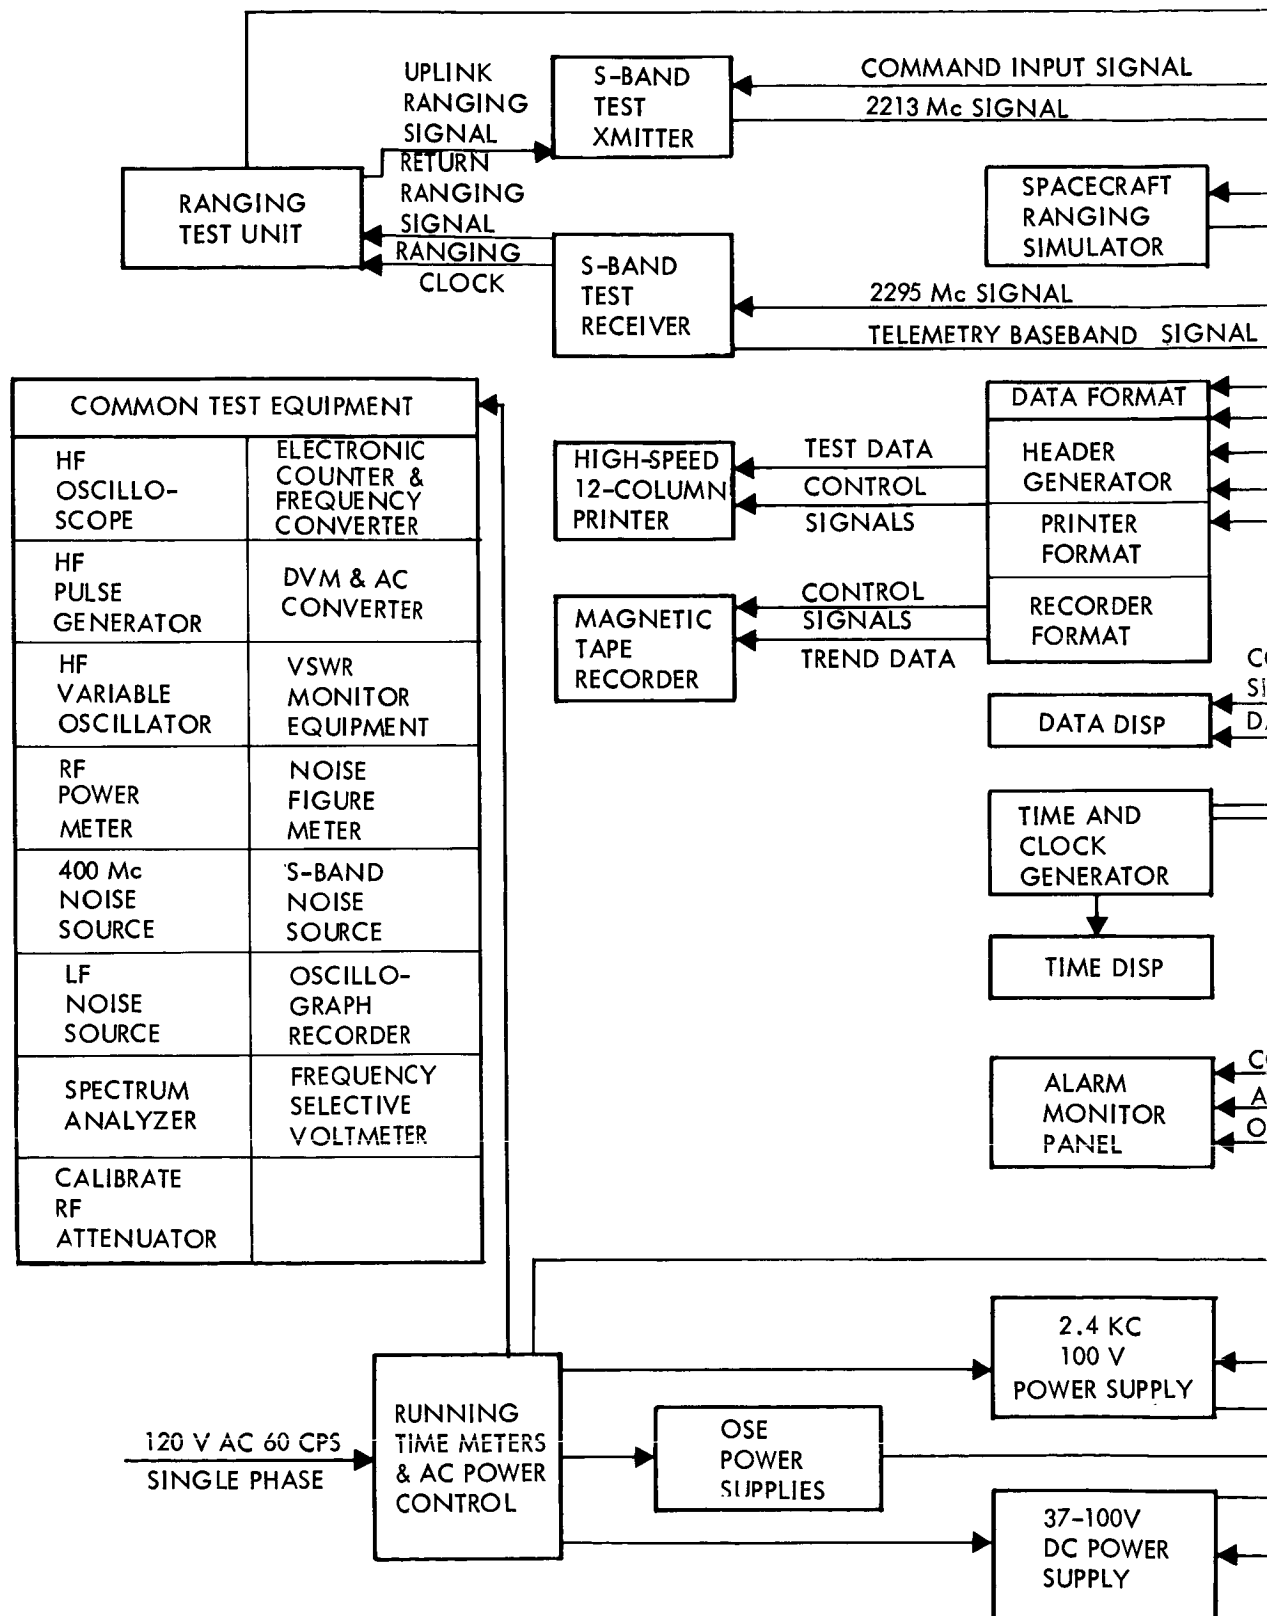 UPLINK
RANGING
SIGNAL
RETURN
RANGING
SIGNAL
RANGING
CLOCK
S-BAND
TEST
XMITTER
COMMAND INPUT SIGNAL
2213 Mc SIGNAL
RANGING
TEST UNIT
SPACECRAFT
RANGING
SIMULATOR
S-BAND
TEST
RECEIVER
2295 Mc SIGNAL
TELEMETRY BASEBAND SIGNAL
COMMON TEST EQUIPMENT
HF
OSCILLO-
SCOPE
ELECTRONIC
COUNTER &
FREQUENCY
CONVERTER
HF
PULSE
GENERATOR
DVM & AC
CONVERTER
HF
VARIABLE
OSCILLATOR
VSWR
MONITOR
EQUIPMENT
RF
POWER
METER
NOISE
FIGURE
METER
400 Mc
NOISE
SOURCE
S-BAND
NOISE
SOURCE
LF
NOISE
SOURCE
OSCILLO-
GRAPH
RECORDER
SPECTRUM
ANALYZER
FREQUENCY
SELECTIVE
VOLTMETER
CALIBRATE
RF
ATTENUATOR
HIGH-SPEED
12-COLUMN
PRINTER
TEST DATA
CONTROL
SIGNALS
DATA FORMAT
HEADER
GENERATOR
PRINTER
FORMAT
RECORDER
FORMAT
MAGNETIC
TAPE
RECORDER
CONTROL
SIGNALS
TREND DATA
DATA DISP
TIME AND
CLOCK
GENERATOR
TIME DISP
ALARM
MONITOR
PANEL
2.4 KC
100 V
POWER SUPPLY
120 V AC 60 CPS
SINGLE PHASE
RUNNING
TIME METERS
& AC POWER
CONTROL
OSE
POWER
SUPPLIES
37-100V
DC POWER
SUPPLY